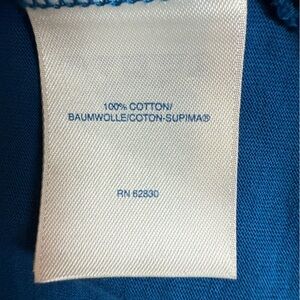 100% COTTON/
BAUMWOLLE/COTON-SUPIMA®
RN 62830